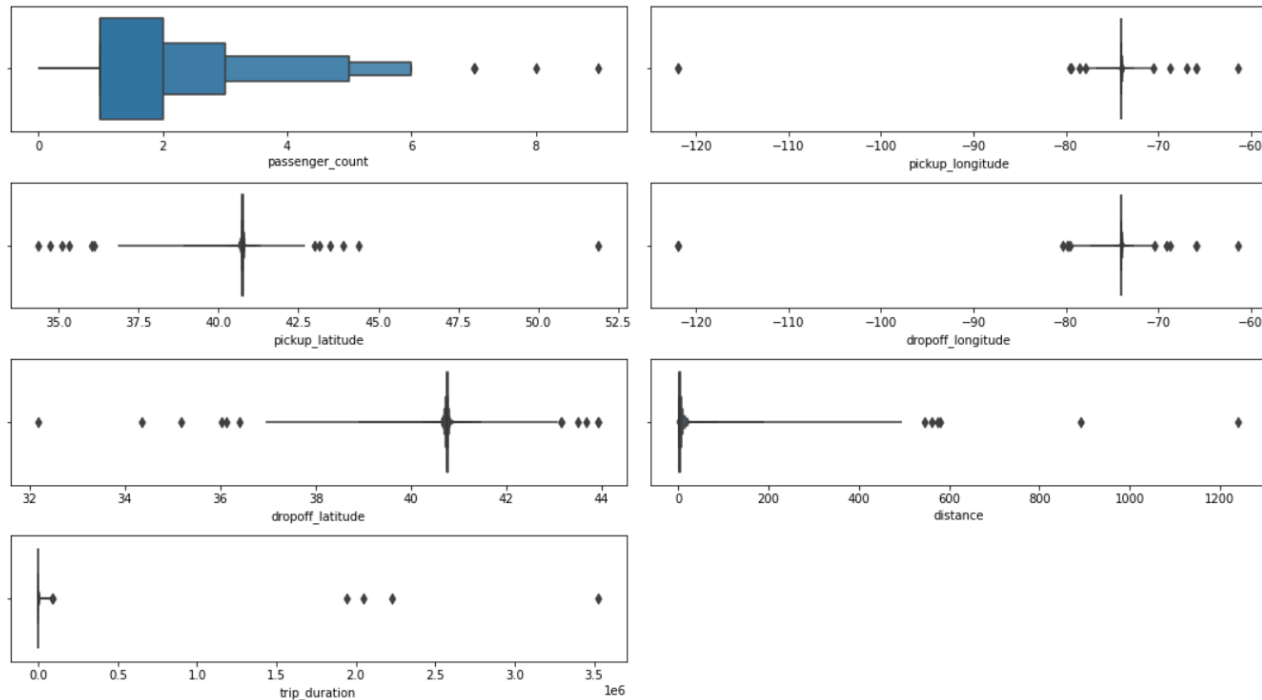 0 2 4 6 8
passenger_count
−120 −110 −100 −90 −80 −70 −60
pickup_longitude
35.0 37.5 40.0 42.5 45.0 47.5 50.0 52.5
pickup_latitude
−120 −110 −100 −90 −80 −70 −60
dropoff_longitude
32 34 36 38 40 42 44
dropoff_latitude
0 200 400 600 800 1000 1200
distance
0.0 0.5 1.0 1.5 2.0 2.5 3.0 3.5
1e6
trip_duration